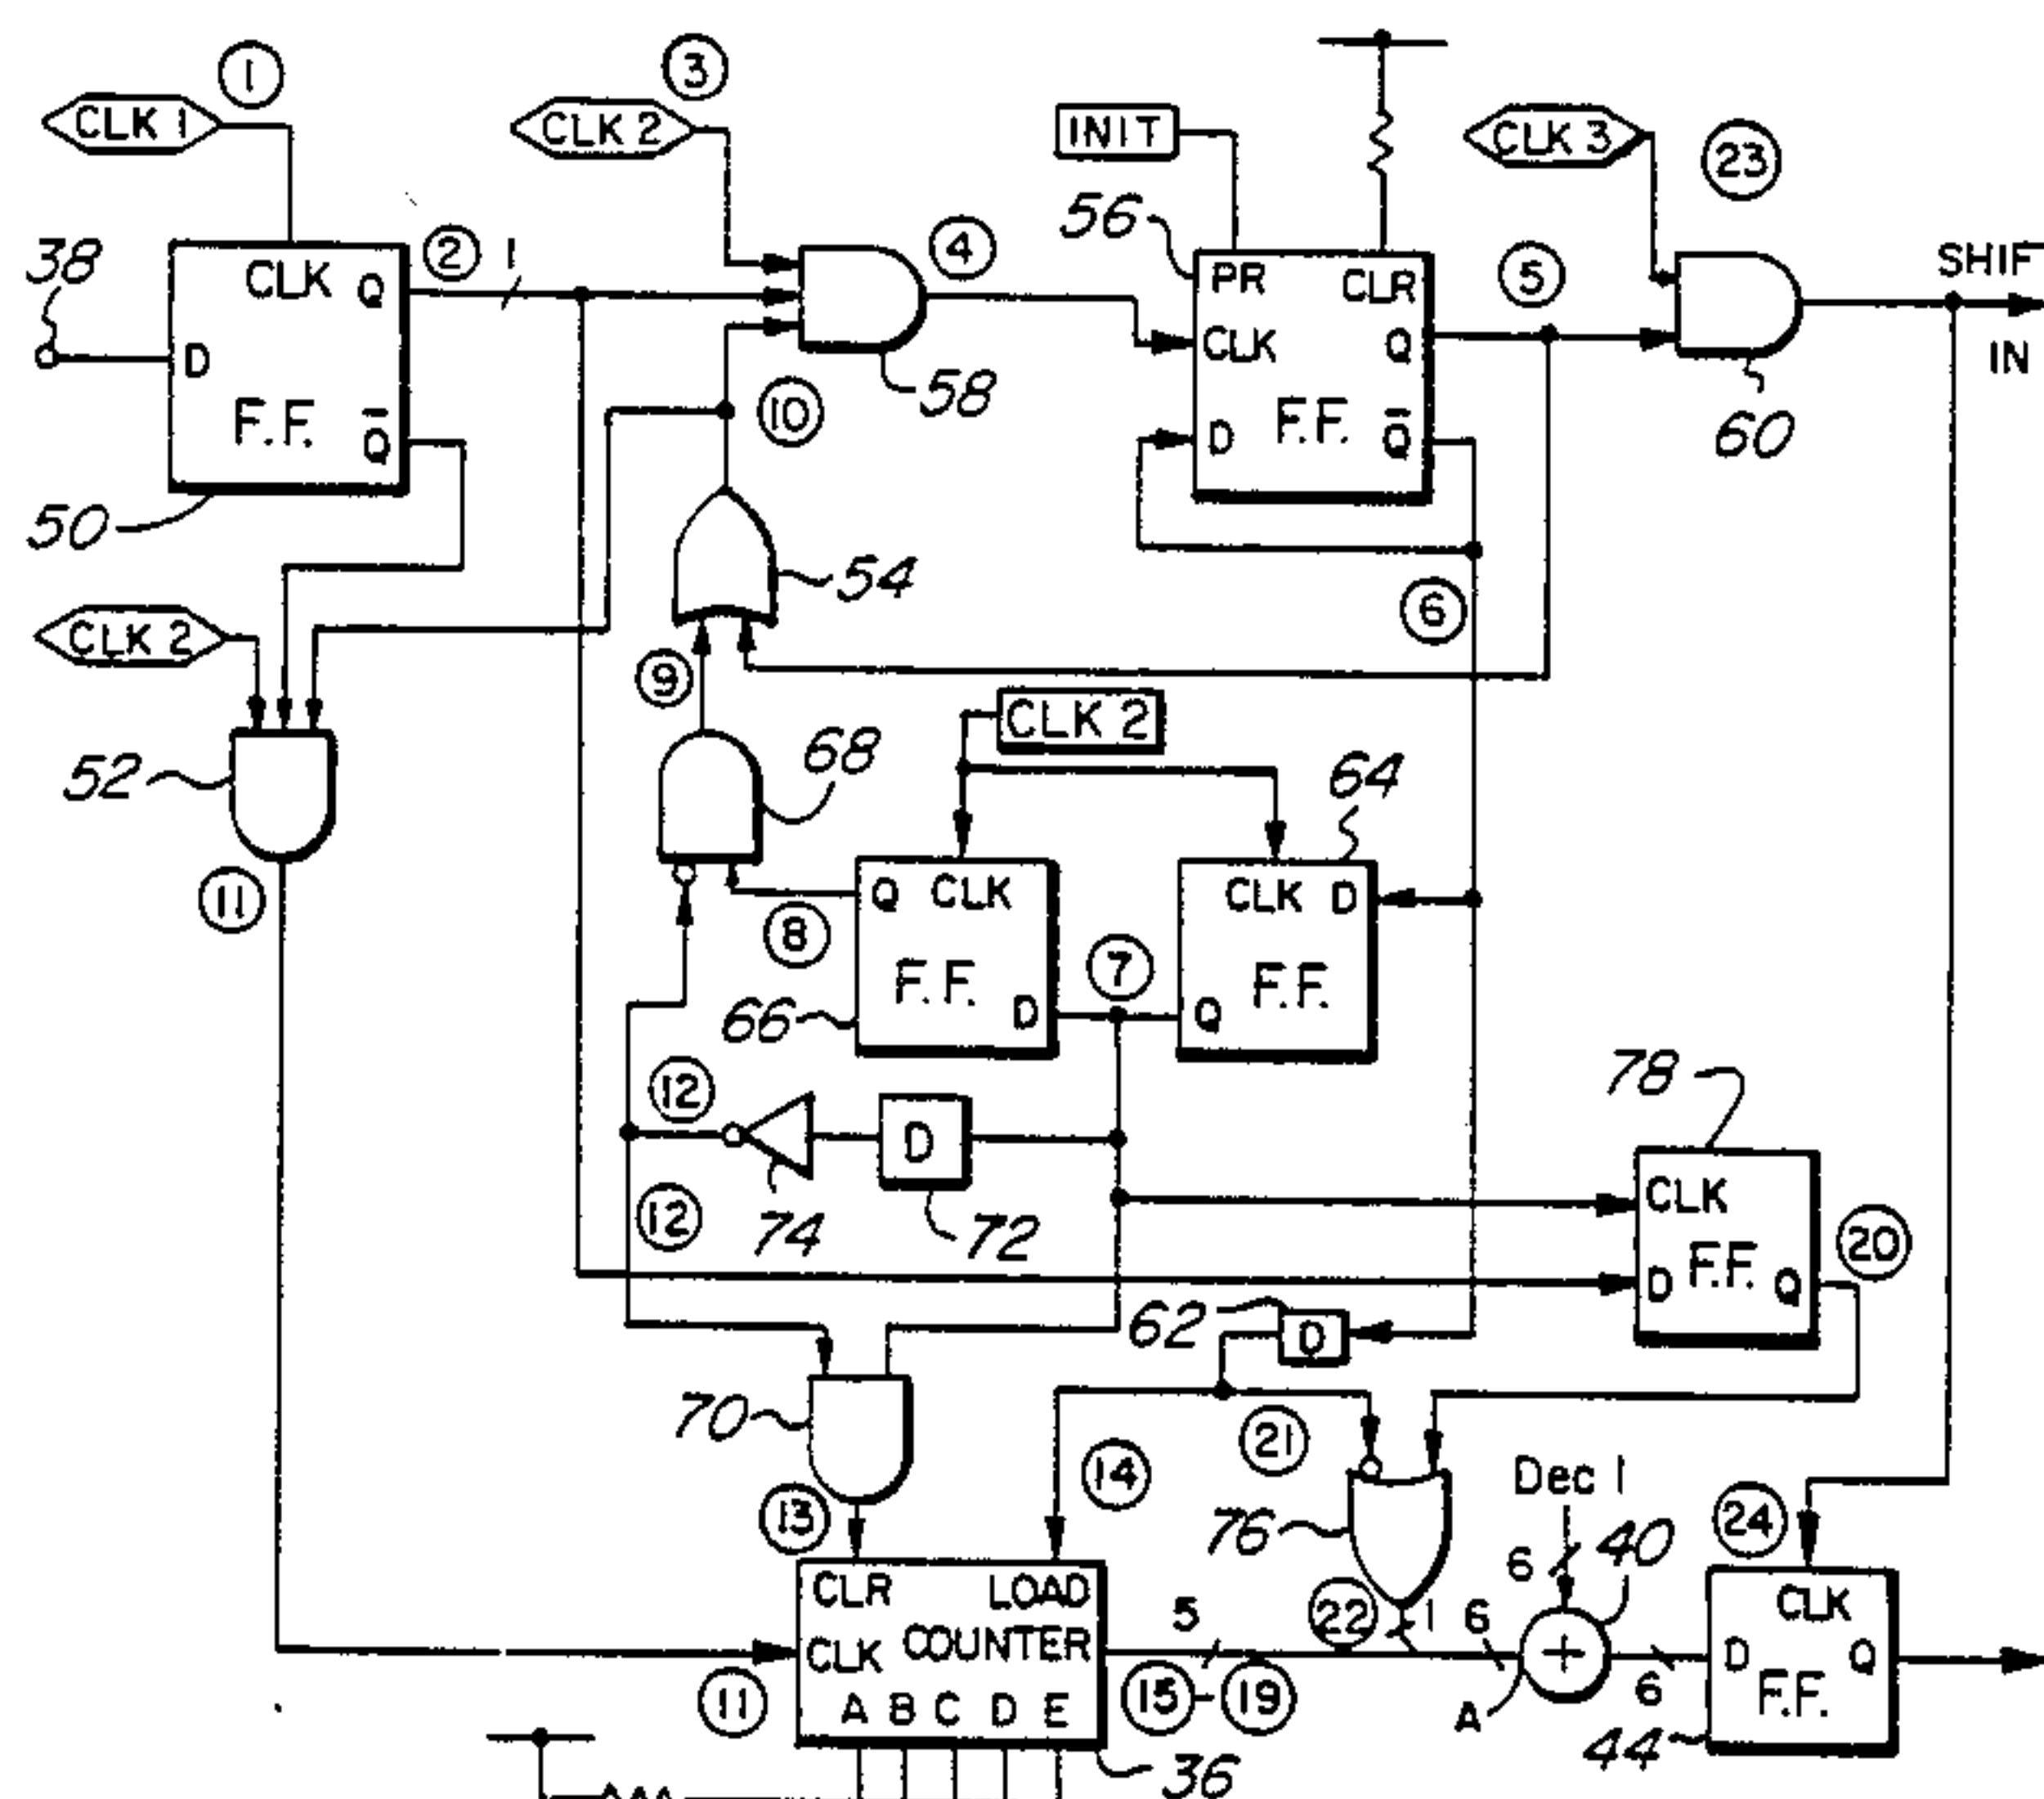 1
CLK 1
3
CLK 2
INIT
CLK 3
23
38
CLK Q
2
1
D
F.F.
Q
50
4
58
10
56
PR CLR
CLK Q
D F.F. Q
5
60
SHIFT
IN
54
6
CLK 2
9
CLK 2
68
64
52
11
Q CLK
F.F.
D
8
66
7
CLK D
F.F.
Q
12
74
D
72
12
78
CLK
F.F.
D Q
20
62
D
70
13
14
21
76
Dec 1
6
40
24
CLR LOAD
CLK COUNTER
A B C D E
11
36
5
15-19
22
1
6
A
+
6
CLK
D Q
F.F.
44